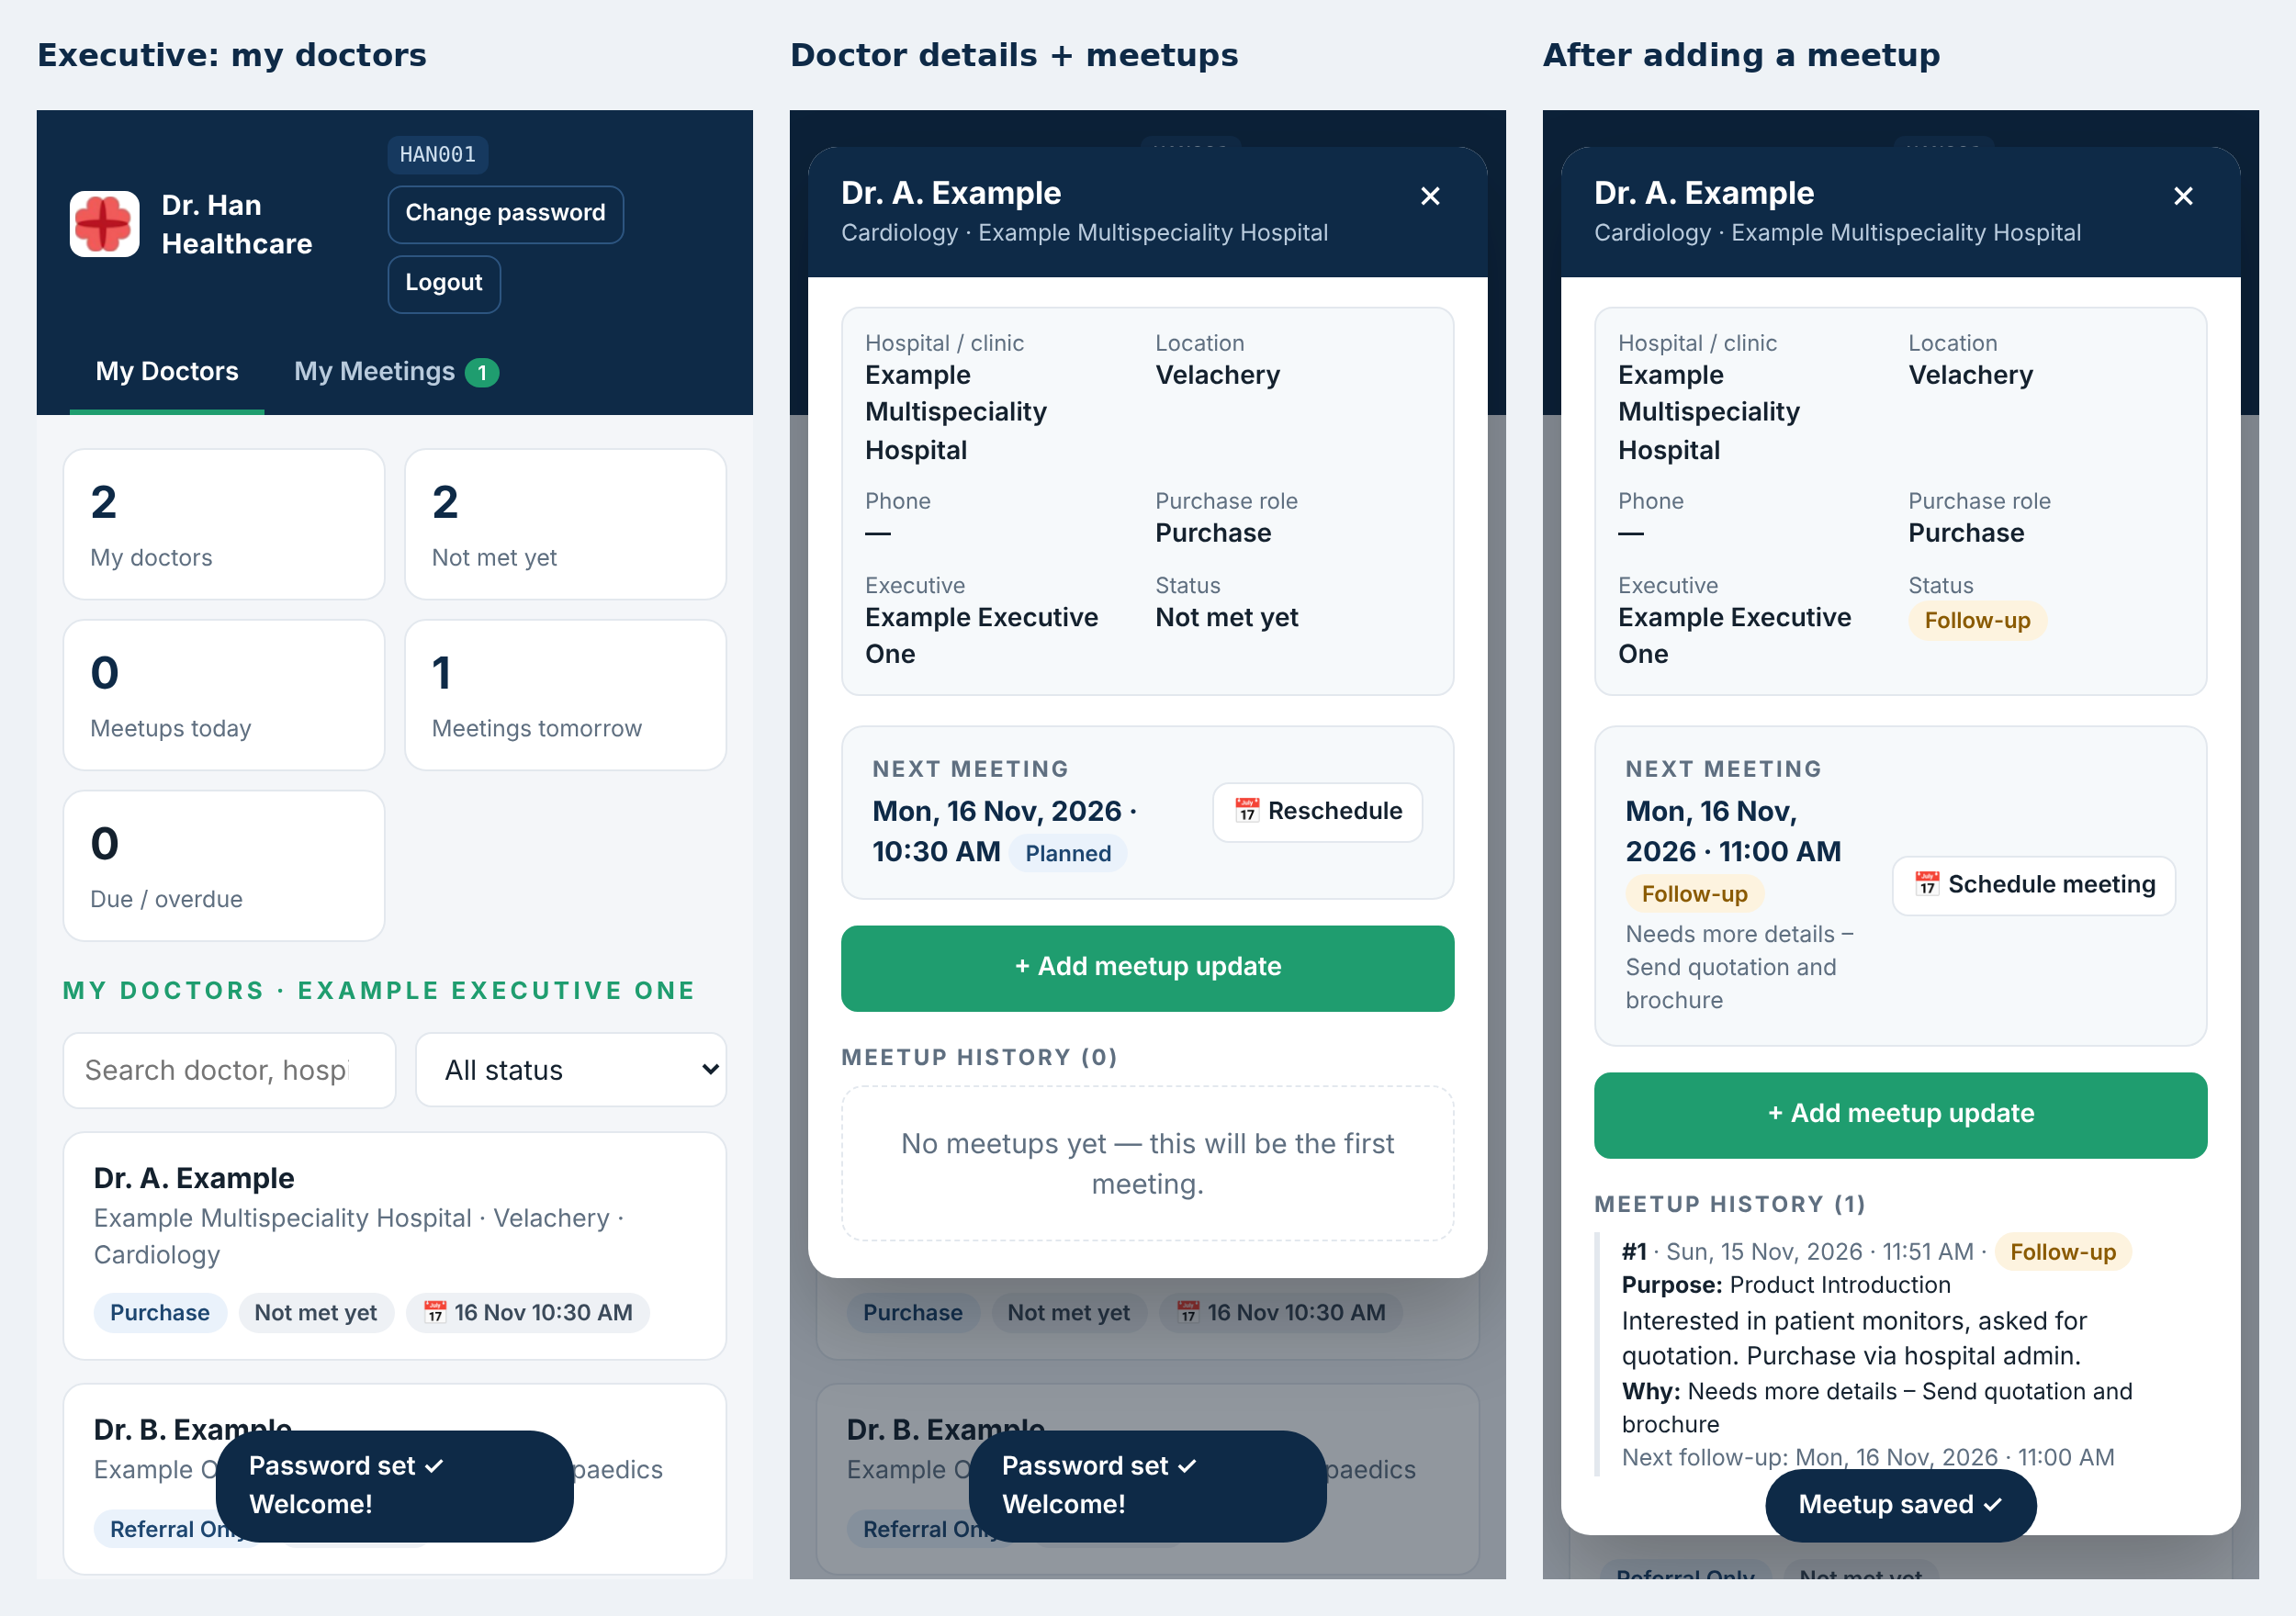 Executive: my doctors
HAN001
Dr. Han
Healthcare
Change password
Logout
My Doctors
My Meetings 1
2
My doctors
2
Not met yet
0
Meetups today
1
Meetings tomorrow
0
Due / overdue
MY DOCTORS · EXAMPLE EXECUTIVE ONE
Search doctor, hospi
All status
Dr. A. Example
Example Multispeciality Hospital · Velachery ·
Cardiology
Purchase
Not met yet
16 Nov 10:30 AM
Dr. B. Example
Example
paedics
Referral Only
Password set ✓
Welcome!
Doctor details + meetups
Dr. A. Example
×
Cardiology · Example Multispeciality Hospital
Hospital / clinic
Example
Multispeciality
Hospital
Location
Velachery
Phone
—
Purchase role
Purchase
Executive
Example Executive
One
Status
Not met yet
NEXT MEETING
Mon, 16 Nov, 2026 ·
10:30 AM Planned
Reschedule
+ Add meetup update
MEETUP HISTORY (0)
No meetups yet — this will be the first
meeting.
Purchase
Not met yet
16 Nov 10:30 AM
Dr. B. Example
Example
paedics
Referral Only
Password set ✓
Welcome!
After adding a meetup
Dr. A. Example
×
Cardiology · Example Multispeciality Hospital
Hospital / clinic
Example
Multispeciality
Hospital
Location
Velachery
Phone
—
Purchase role
Purchase
Executive
Example Executive
One
Status
Follow-up
NEXT MEETING
Mon, 16 Nov,
2026 · 11:00 AM
Follow-up
Needs more details –
Send quotation and
brochure
Schedule meeting
+ Add meetup update
MEETUP HISTORY (1)
#1 · Sun, 15 Nov, 2026 · 11:51 AM · Follow-up
Purpose: Product Introduction
Interested in patient monitors, asked for
quotation. Purchase via hospital admin.
Why: Needs more details – Send quotation and
brochure
Next follow-up: Mon, 16 Nov, 2026 · 11:00 AM
Meetup saved ✓
Referral Only
Not met yet